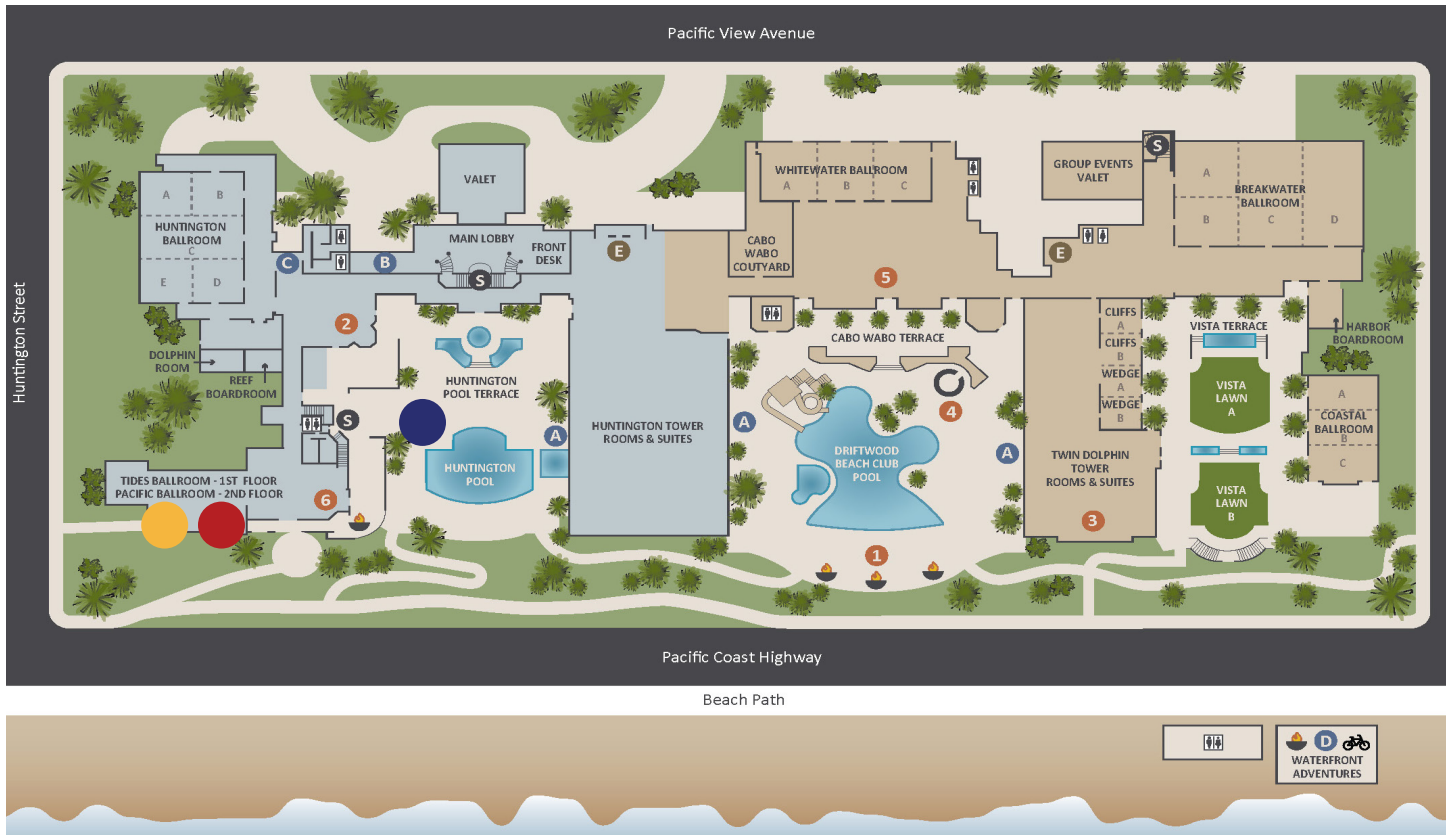 Pacific View Avenue
Huntington Street
VALET
WHITEWATER BALLROOM
A
B
C
GROUP EVENTS
VALET
S
A
BREAKWATER
BALLROOM
B
C
D
A
B
HUNTINGTON
BALLROOM
C
E
D
MAIN LOBBY
FRONT
DESK
C
B
S
E
CABO
WABO
COUTYARD
5
E
2
DOLPHIN
ROOM
REEF
BOARDROOM
HUNTINGTON
POOL TERRACE
CABO WABO TERRACE
CLIFFS
A
CLIFFS
B
WEDGE
A
WEDGE
B
VISTA TERRACE
HARBOR
BOARDROOM
VISTA
LAWN
A
A
COASTAL
BALLROOM
B
C
S
A
HUNTINGTON TOWER
ROOMS & SUITES
A
4
A
HUNTINGTON
POOL
DRIFTWOOD
BEACH CLUB
POOL
TWIN DOLPHIN
TOWER
ROOMS & SUITES
VISTA
LAWN
B
TIDES BALLROOM - 1ST FLOOR
PACIFIC BALLROOM - 2ND FLOOR
6
3
1
Pacific Coast Highway
Beach Path
D
WATERFRONT
ADVENTURES